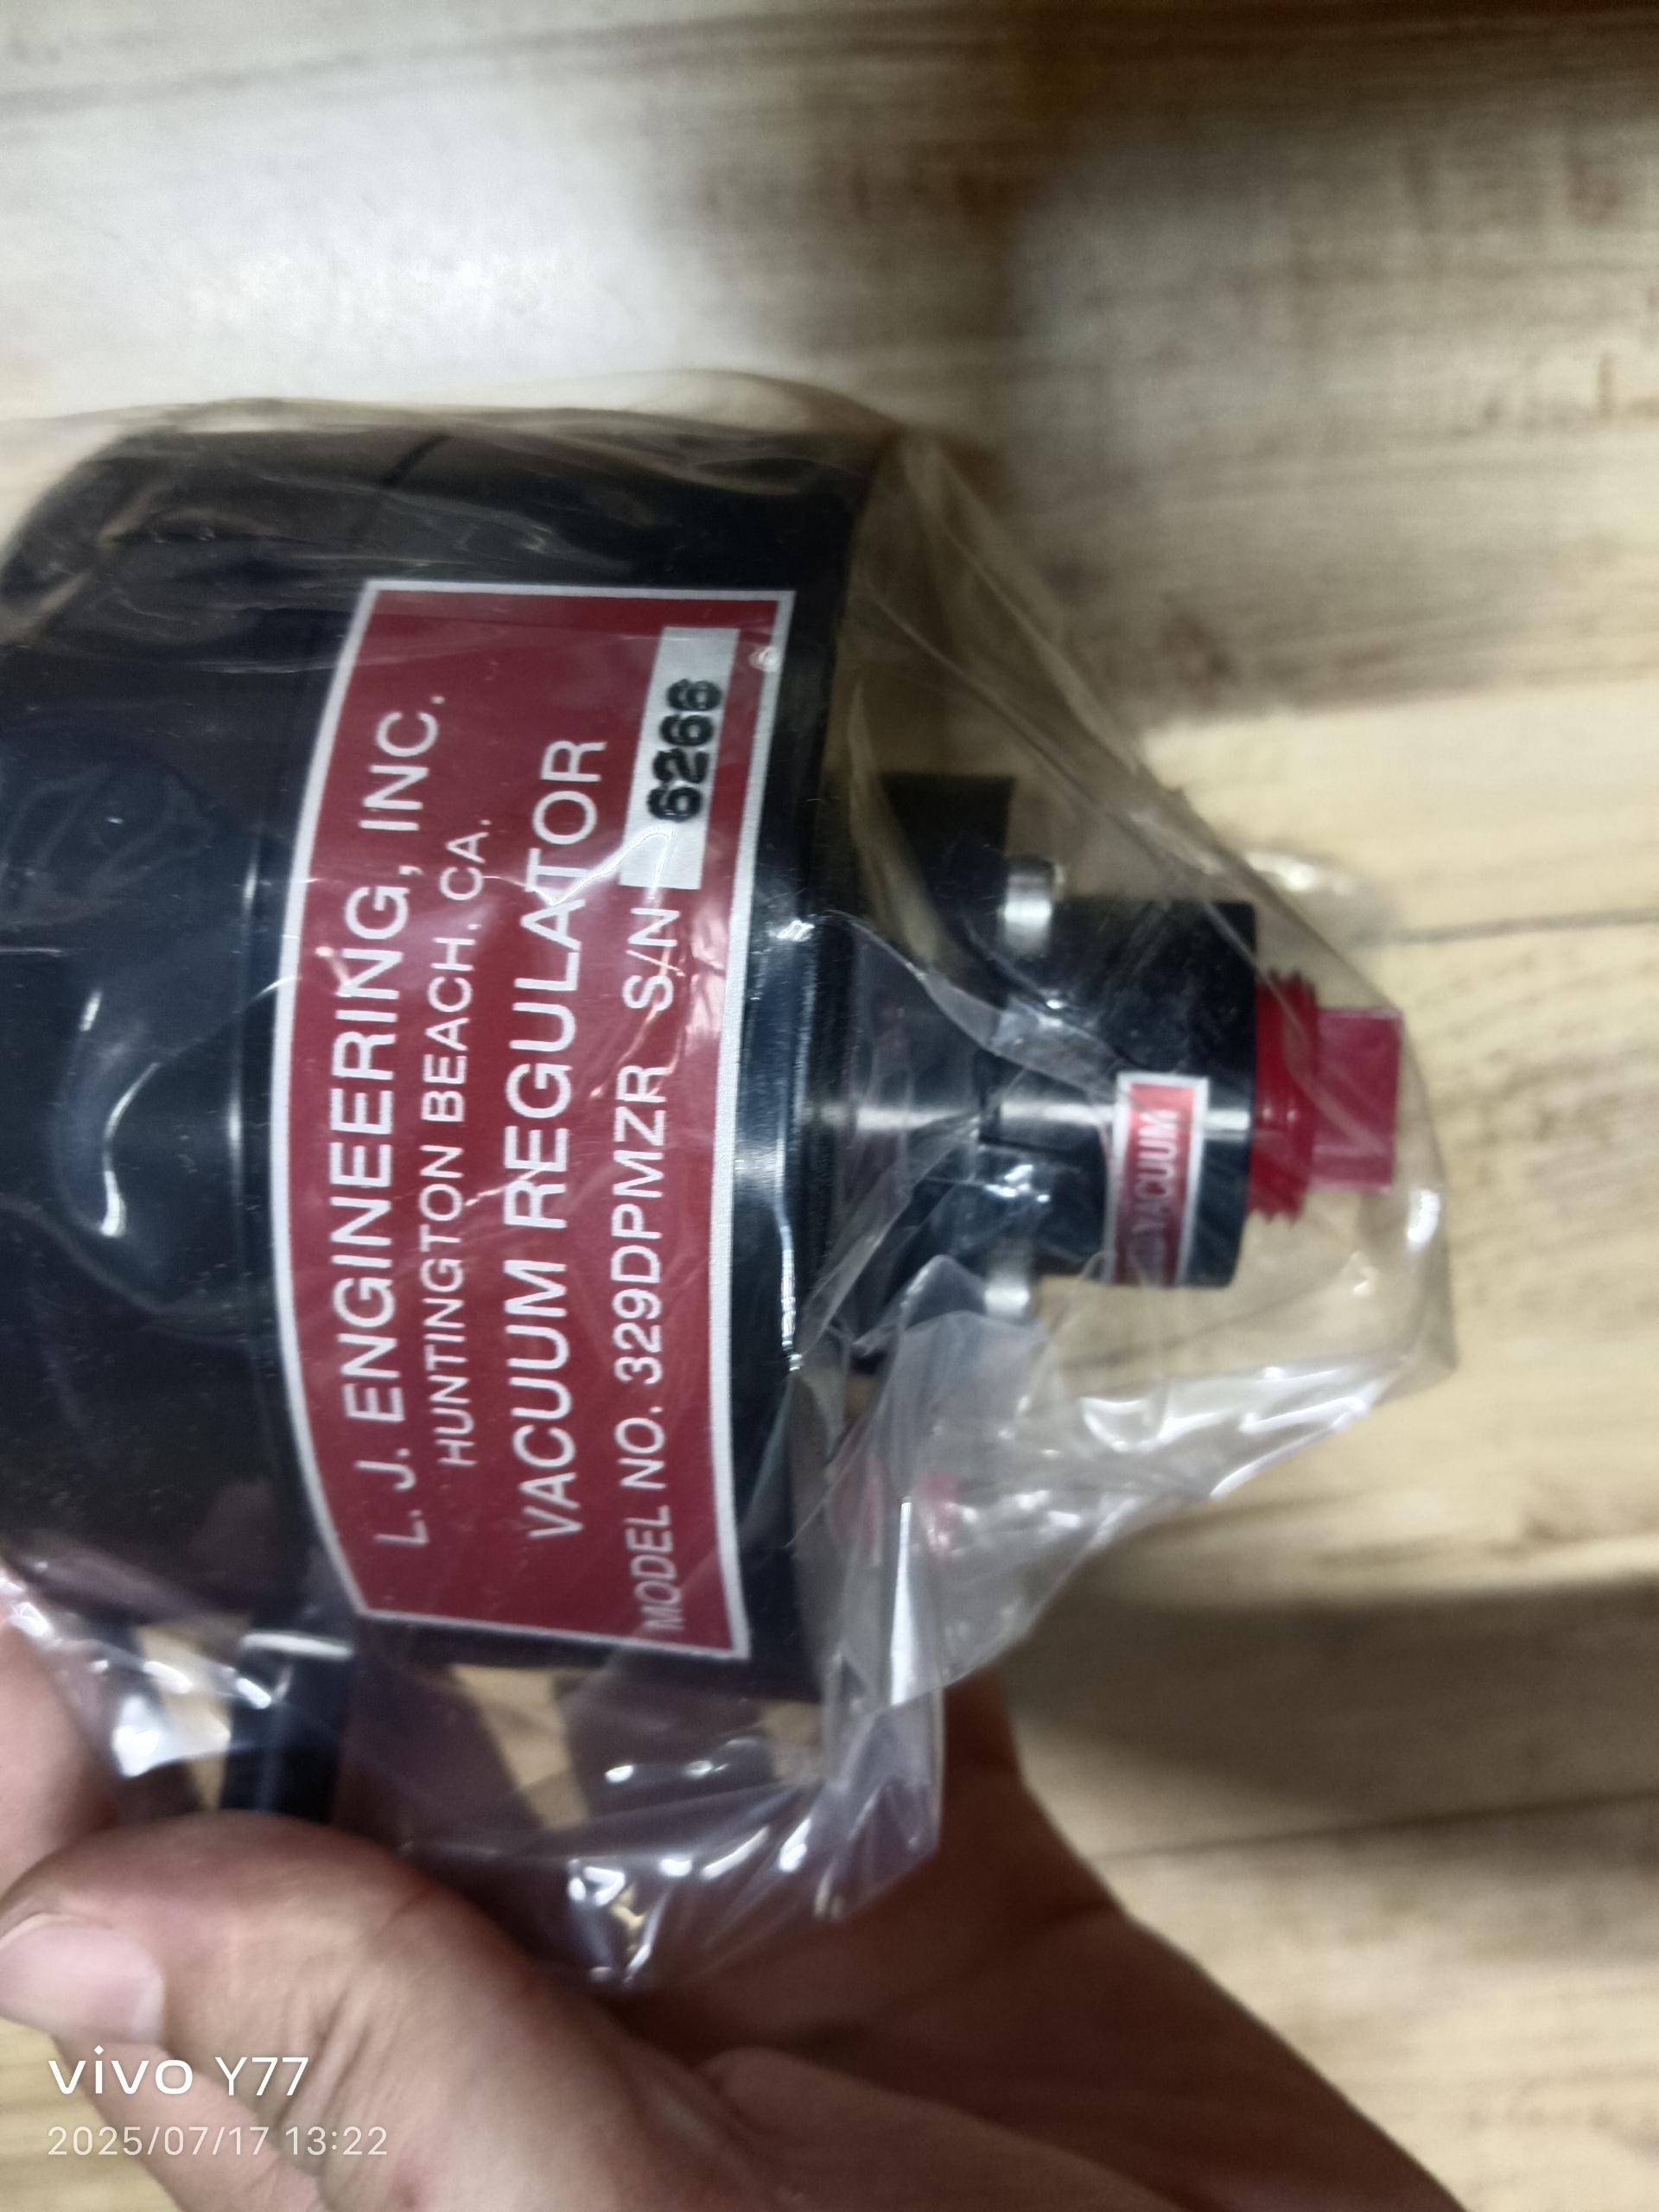 L. J. ENGINEERING, INC.
HUNTINGTON BEACH, CA.
VACUUM REGULATOR
MODEL NO. 329DPMZR S/N 6266
VACUUM
vivo Y77
2025/07/17 13:22